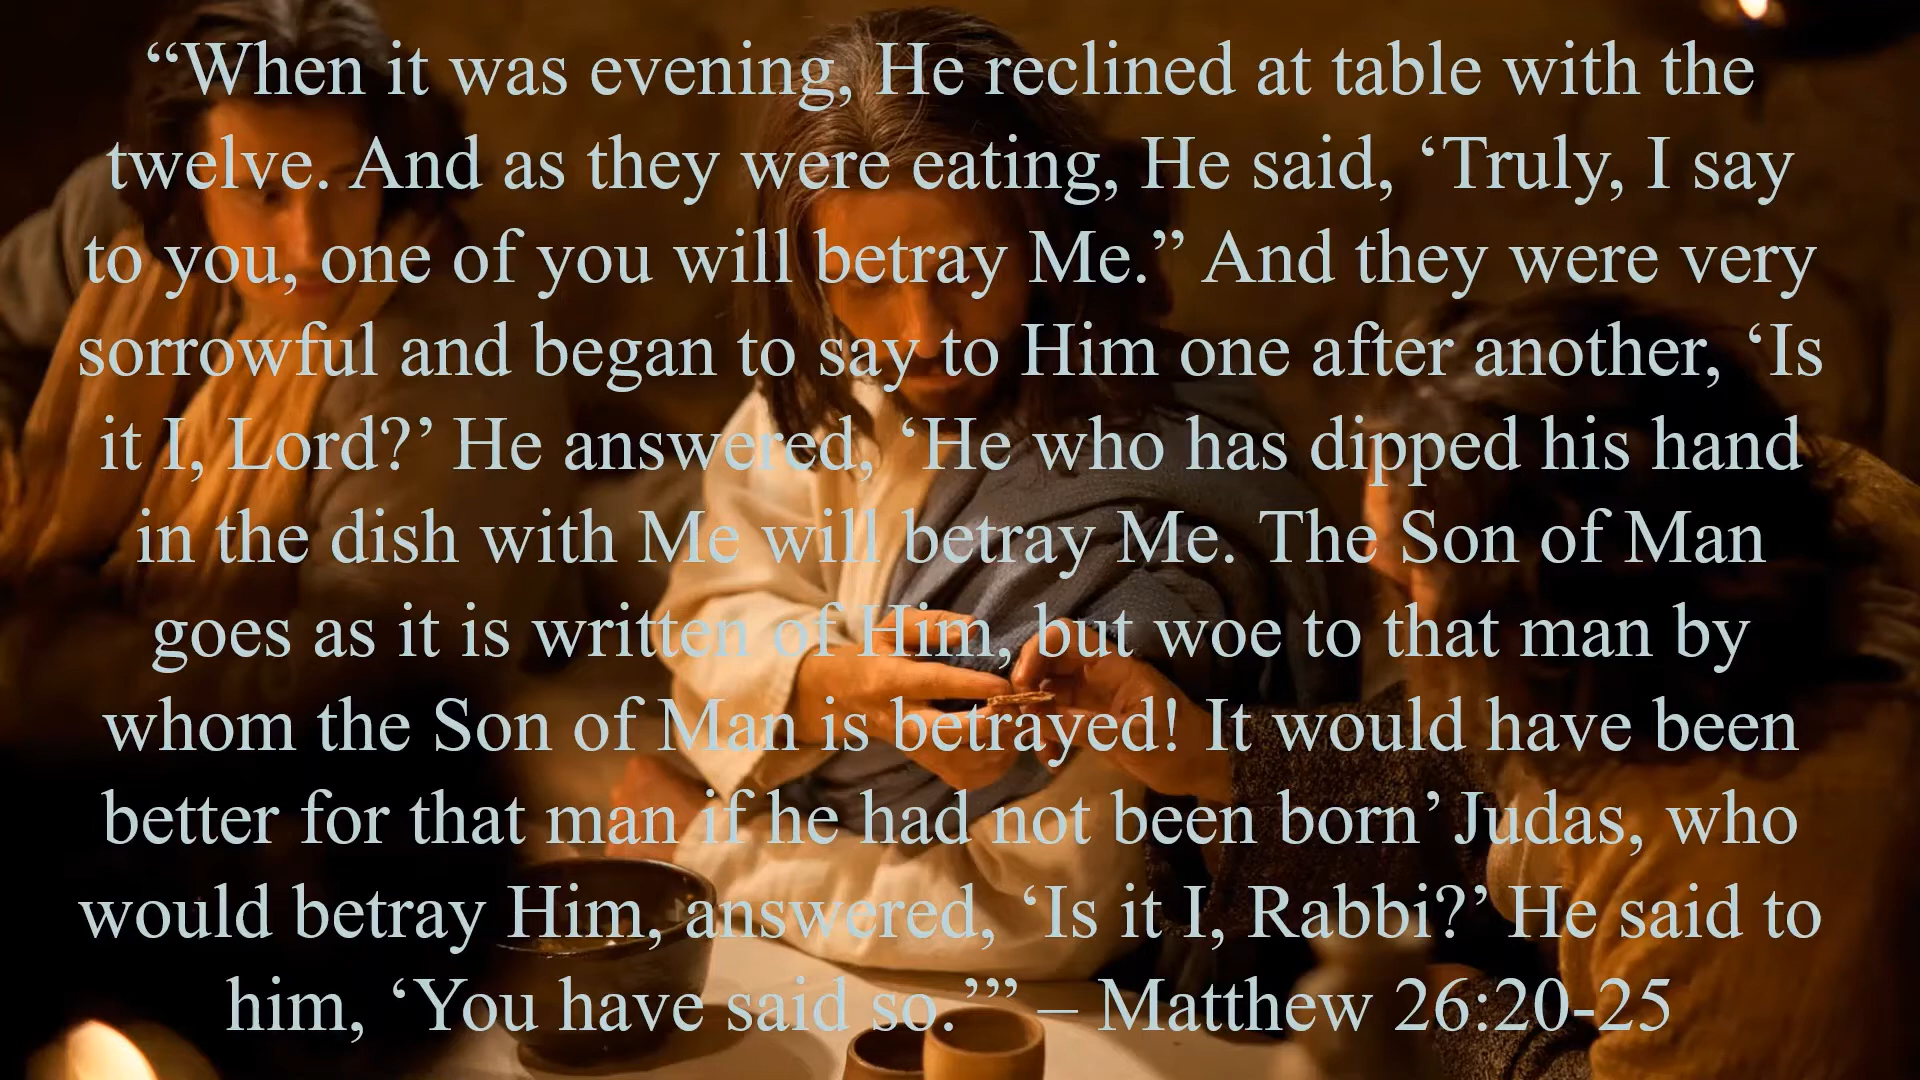 “When it was evening, He reclined at table with the
twelve. And as they were eating, He said, ‘Truly, I say
to you, one of you will betray Me.” And they were very
sorrowful and began to say to Him one after another, ‘Is
it I, Lord?’ He answered, ‘He who has dipped his hand
in the dish with Me will betray Me. The Son of Man
goes as it is written of Him, but woe to that man by
whom the Son of Man is betrayed! It would have been
better for that man if he had not been born’ Judas, who
would betray Him, answered, ‘Is it I, Rabbi?’ He said to
him, ‘You have said so.’” – Matthew 26:20-25